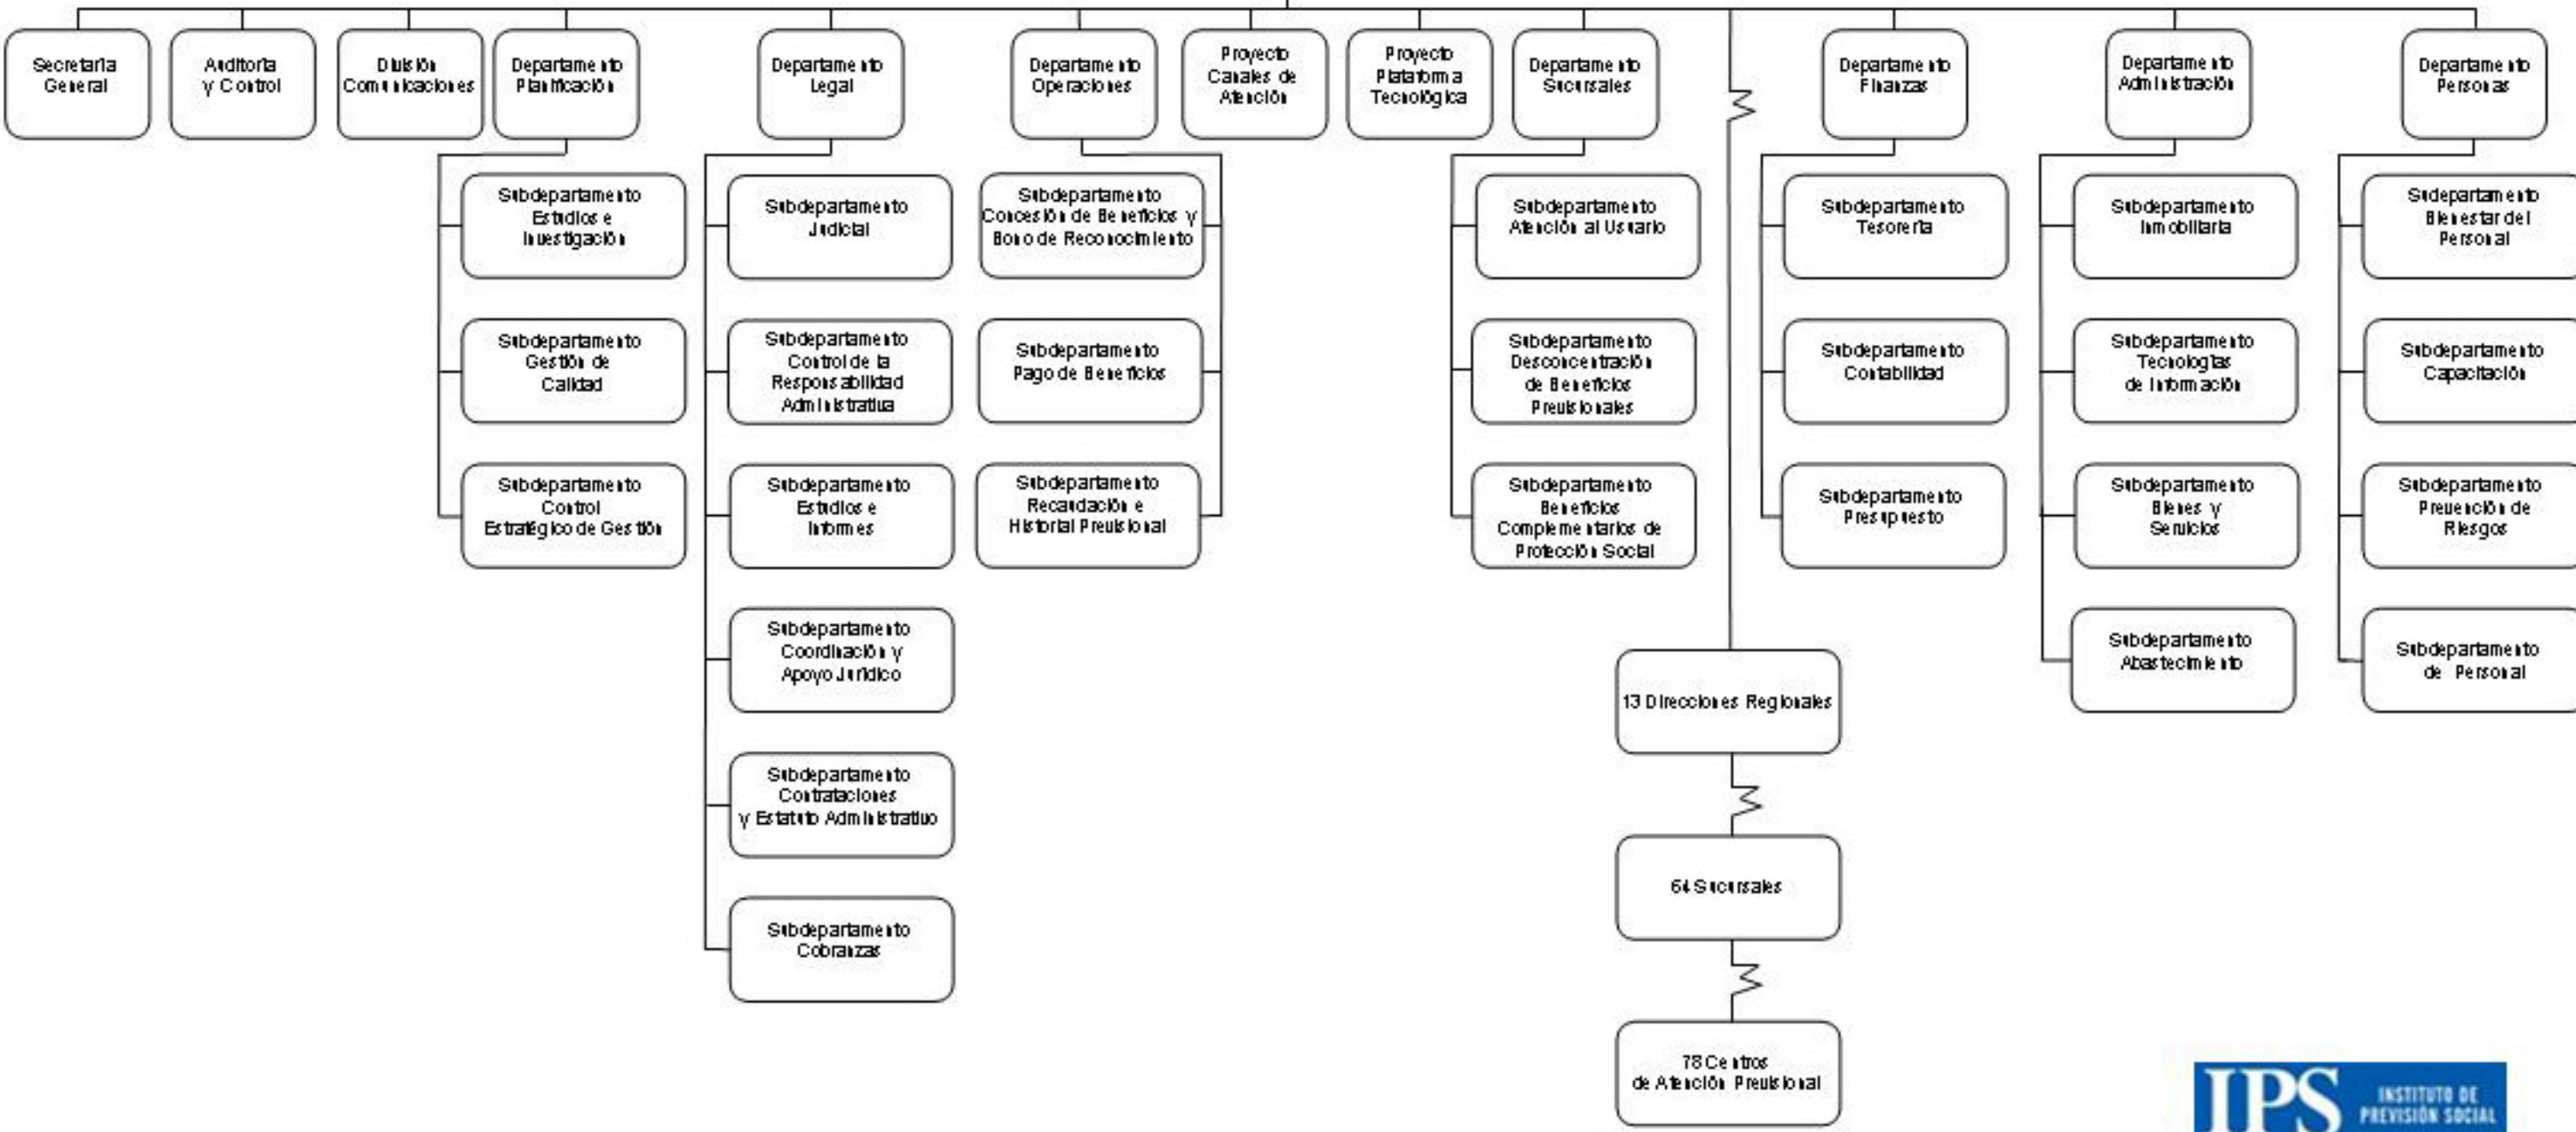 Secretaría
General
Auditoría
y Control
División
Comunicaciones
Departamento
Planificación
Departamento
Legal
Departamento
Operaciones
Proyecto
Canales de
Atención
Proyecto
Plataforma
Tecnológica
Departamento
Sucursales
Departamento
Finanzas
Departamento
Administración
Departamento
Personas
Subdepartamento
Estudios e
Investigación
Subdepartamento
Gestión de
Calidad
Subdepartamento
Control
Estratégico de Gestión
Subdepartamento
Judicial
Subdepartamento
Control de la
Responsabilidad
Administrativa
Subdepartamento
Estudios e
Informes
Subdepartamento
Coordinación y
Apoyo Jurídico
Subdepartamento
Contrataciones
y Estatuto Administrativo
Subdepartamento
Cobranzas
Subdepartamento
Concesión de Beneficios y
Bono de Reconocimiento
Subdepartamento
Pago de Beneficios
Subdepartamento
Recaudación e
Historial Previsional
Subdepartamento
Atención al Usuario
Subdepartamento
Desconcentración
de Beneficios
Previsionales
Subdepartamento
Beneficios
Complementarios de
Protección Social
13 Direcciones Regionales
64 Sucursales
78 Centros
de Atención Previsional
Subdepartamento
Tesorería
Subdepartamento
Contabilidad
Subdepartamento
Presupuesto
Subdepartamento
Inmobiliaria
Subdepartamento
Tecnologías
de Información
Subdepartamento
Bienes y
Servicios
Subdepartamento
Abastecimiento
Sudepartamento
Bienestar del
Personal
Subdepartamento
Capacitación
Subdepartamento
Prevención de
Riesgos
Subdepartamento
de Personal
IPS
INSTITUTO DE
PREVISIÓN SOCIAL